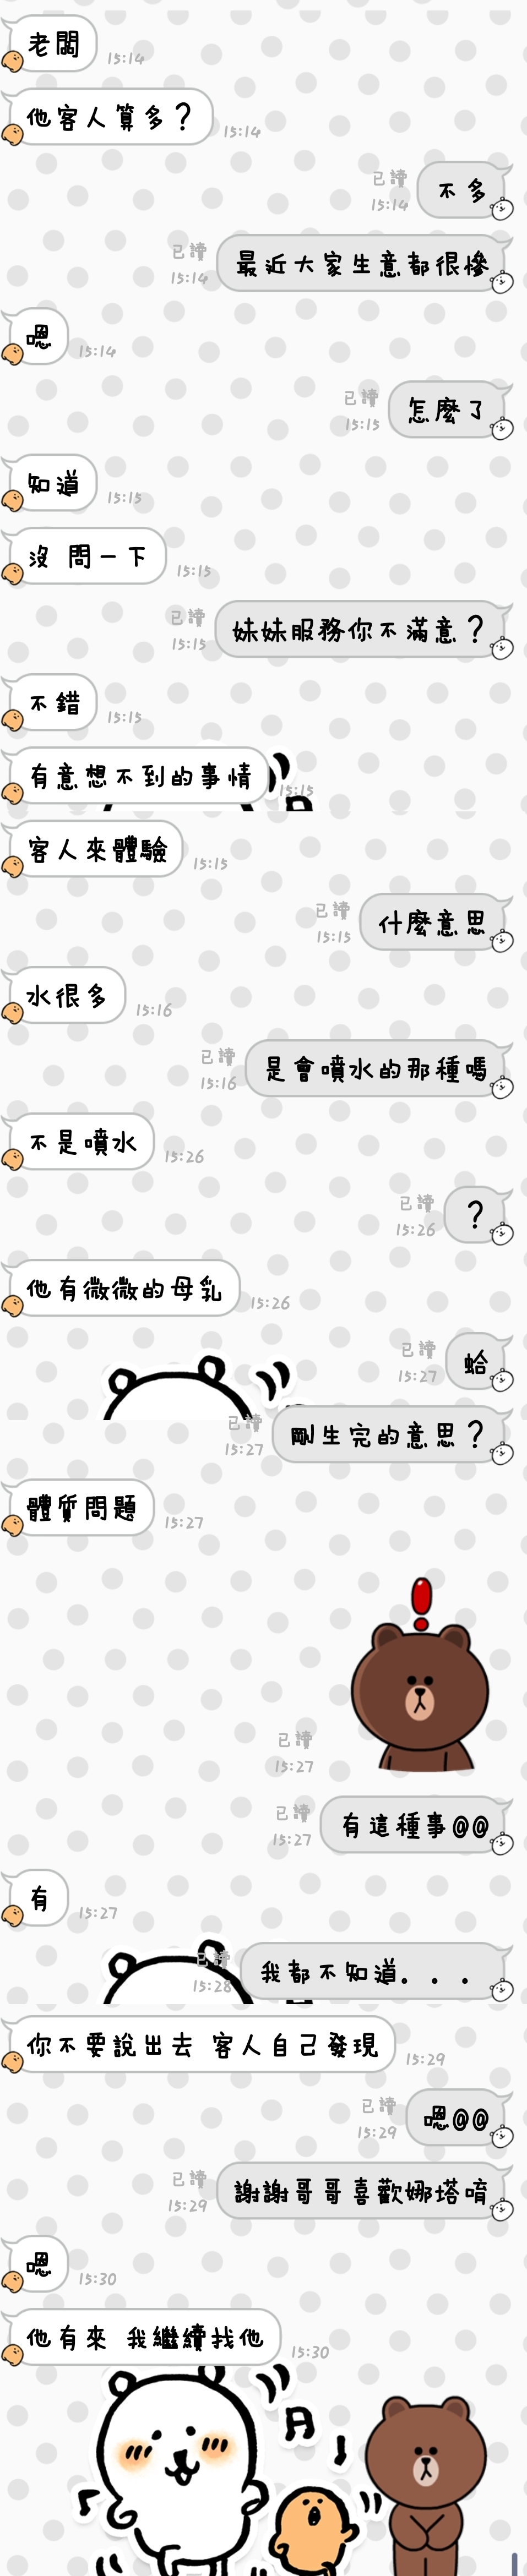 老闆
15:14
他客人算多？
15:14
已讀
15:14
不多
已讀
15:14
最近大家生意都很慘
嗯
15:14
已讀
15:15
怎麼了
知道
15:15
沒 問一下
15:15
已讀
15:15
妹妹服務你不滿意？
不錯
15:15
有意想不到的事情
15:15
客人來體驗
15:15
已讀
15:15
什麼意思
水很多
15:16
已讀
15:16
是會噴水的那種嗎
不是噴水
15:26
已讀
15:26
？
他有微微的母乳
15:26
已讀
15:27
蛤
已讀
15:27
剛生完的意思？
體質問題
15:27
已讀
15:27
已讀
15:27
有這種事@@
有
15:27
已讀
15:28
我都不知道...
你不要說出去 客人自己發現
15:29
已讀
15:29
嗯@@
已讀
15:29
謝謝哥哥喜歡娜塔唷
嗯
15:30
他有來 我繼續找他
15:30